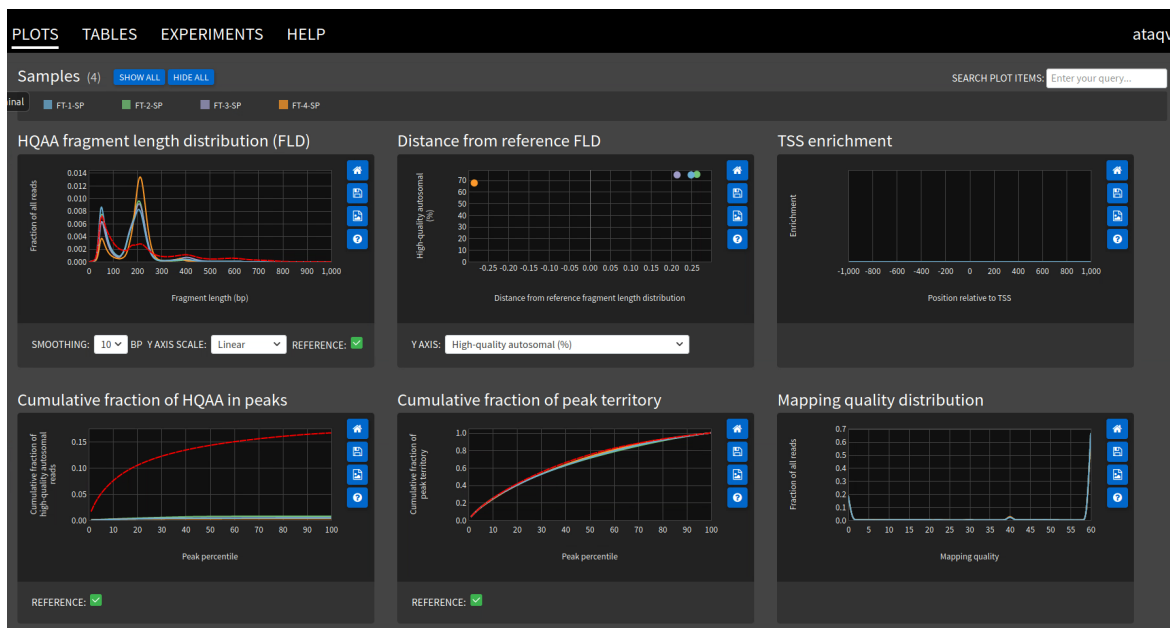 PLOTS TABLES EXPERIMENTS HELP ataqv
Samples (4) SHOW ALL HIDE ALL SEARCH PLOT ITEMS: Enter your query...
inal FT-1-SP FT-2-SP FT-3-SP FT-4-SP
HQAA fragment length distribution (FLD)
Fraction of all reads
0.014
0.012
0.010
0.008
0.006
0.004
0.002
0.000
0 100 200 300 400 500 600 700 800 900 1,000
Fragment length (bp)
SMOOTHING: 10 BP Y AXIS SCALE: Linear REFERENCE:
Distance from reference FLD
High-quality autosomal
(%)
70
60
50
40
30
20
10
0
-0.25 -0.20 -0.15 -0.10 -0.05 0.00 0.05 0.10 0.15 0.20 0.25
Distance from reference fragment length distribution
Y AXIS: High-quality autosomal (%)
TSS enrichment
Enrichment
-1,000 -800 -600 -400 -200 0 200 400 600 800 1,000
Position relative to TSS
Cumulative fraction of HQAA in peaks
Cumulative fraction of
high-quality autosomal
reads
0.15
0.10
0.05
0.00
0 10 20 30 40 50 60 70 80 90 100
Peak percentile
REFERENCE:
Cumulative fraction of peak territory
Cumulative fraction of
peak territory
1.0
0.8
0.6
0.4
0.2
0.0
0 10 20 30 40 50 60 70 80 90 100
Peak percentile
REFERENCE:
Mapping quality distribution
Fraction of all reads
0.7
0.6
0.5
0.4
0.3
0.2
0.1
0.0
0 5 10 15 20 25 30 35 40 45 50 55 60
Mapping quality